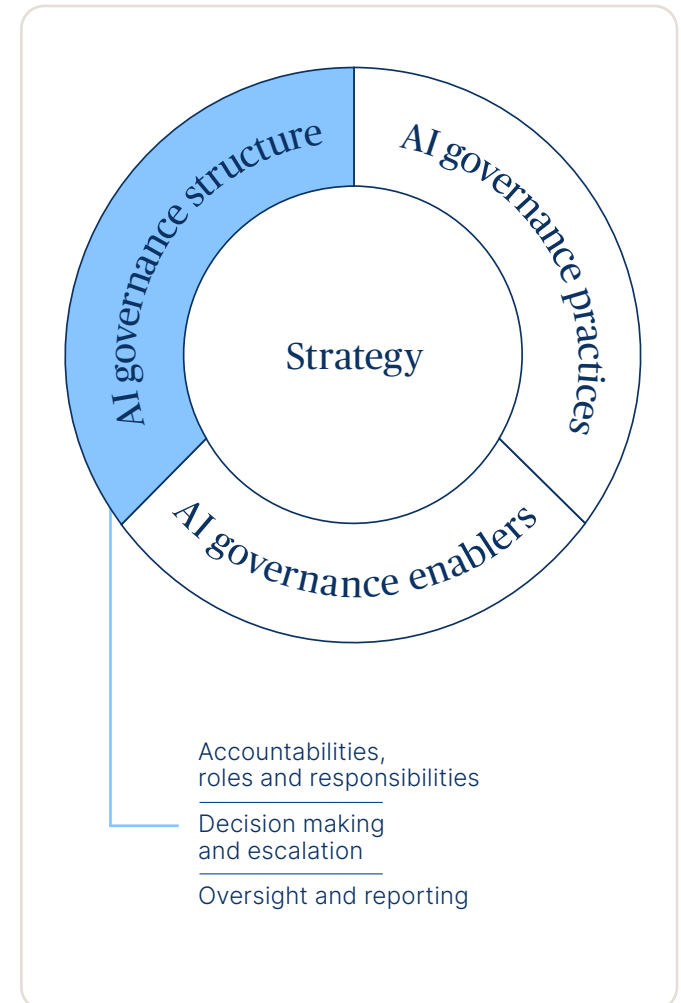 AI governance structure
AI governance practices
Strategy
AI governance enablers
Accountabilities,
roles and responsibilities
Decision making
and escalation
Oversight and reporting